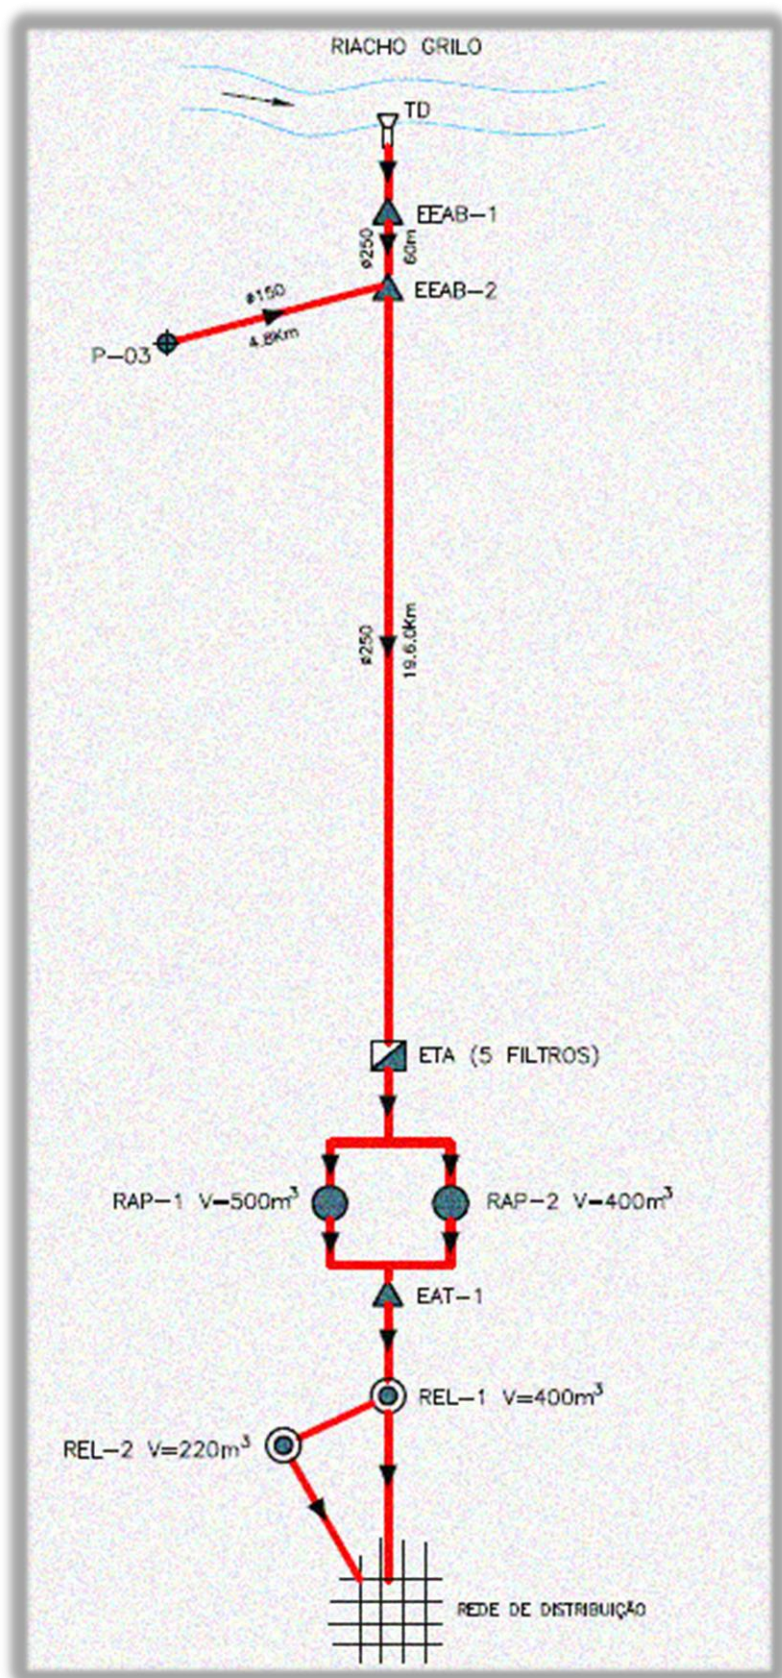 RIACHO GRILO
TD
EEAB-1
ø250
60m
EEAB-2
ø150
4.8Km
P-03
ø250
19.6.0Km
ETA (5 FILTROS)
RAP-1 V=500m³
RAP-2 V=400m³
EAT-1
REL-1 V=400m³
REL-2 V=220m³
REDE DE DISTRIBUIÇÃO